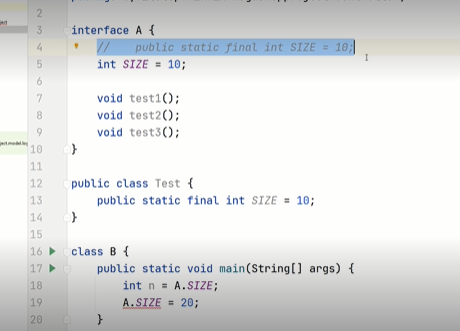 2
3 interface A {
4 //    public static final int SIZE = 10;
5     int SIZE = 10;
6
7     void test1();
8     void test2();
9     void test3();
10 }
11
12 public class Test {
13     public static final int SIZE = 10;
14 }
15
16 class B {
17     public static void main(String[] args) {
18         int n = A.SIZE;
19         A.SIZE = 20;
20     }